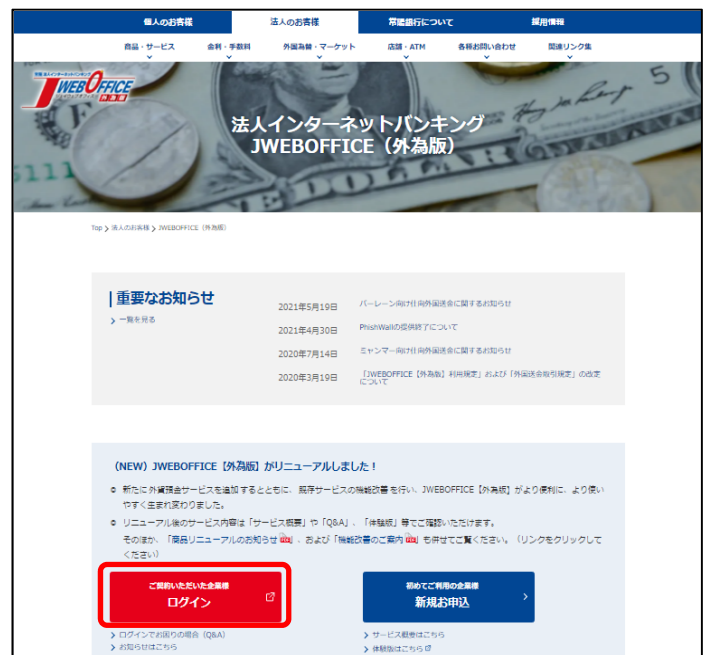 個人のお客様 法人のお客様 常陽銀行について 採用情報
商品・サービス 金利・手数料 外国為替・マーケット 店舗・ATM 各種お問い合わせ 関連リンク集
JWEBOFFICE
外為版
法人インターネットバンキング
JWEBOFFICE(外為版)
Top > 法人のお客様 > JWEBOFFICE(外為版)
重要なお知らせ
> 一覧を見る
2021年5月19日 バーレーン向け仕向外国送金に関するお知らせ
2021年4月30日 PhishWallの提供終了について
2020年7月14日 ミャンマー向け仕向外国送金に関するお知らせ
2020年3月19日 「JWEBOFFICE【外為版】利用規定」および「外国送金取引規定」の改定
について
(NEW)JWEBOFFICE【外為版】がリニューアルしました!
新たに外貨預金サービスを追加するとともに、既存サービスの機能改善を行い、JWEBOFFICE【外為版】がより便利に、より使い
やすく生まれ変わりました。
リニューアル後のサービス内容は「サービス概要」や「Q&A」、「体験版」等でご確認いただけます。
そのほか、「商品リニューアルのお知らせ」、および「機能改善のご案内」も併せてご覧ください。(リンクをクリックして
ください)
ご契約いただいた企業様
ログイン
初めてご利用の企業様
新規お申込
> ログインでお困りの場合(Q&A)
> お知らせはこちら
> サービス概要はこちら
> 体験版はこちら